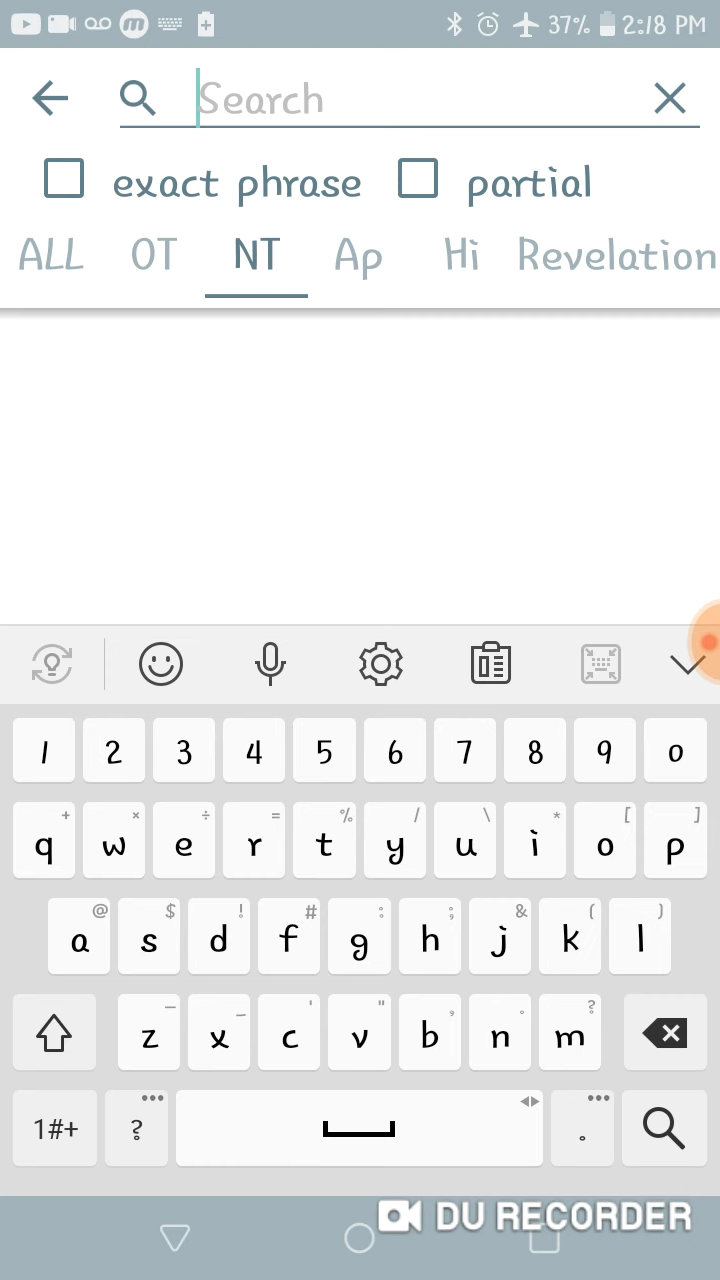 37% 2:18 PM
Search
exact phrase partial
ALL OT NT Ap Hi Revelation
1 2 3 4 5 6 7 8 9 0
+ × ÷ = % / \ * [ ]
q w e r t y u i o p
@ $ ! # : ; & ( )
a s d f g h j k l
– _ ' " , . ?
z x c v b n m
1#+ ? .
DU RECORDER